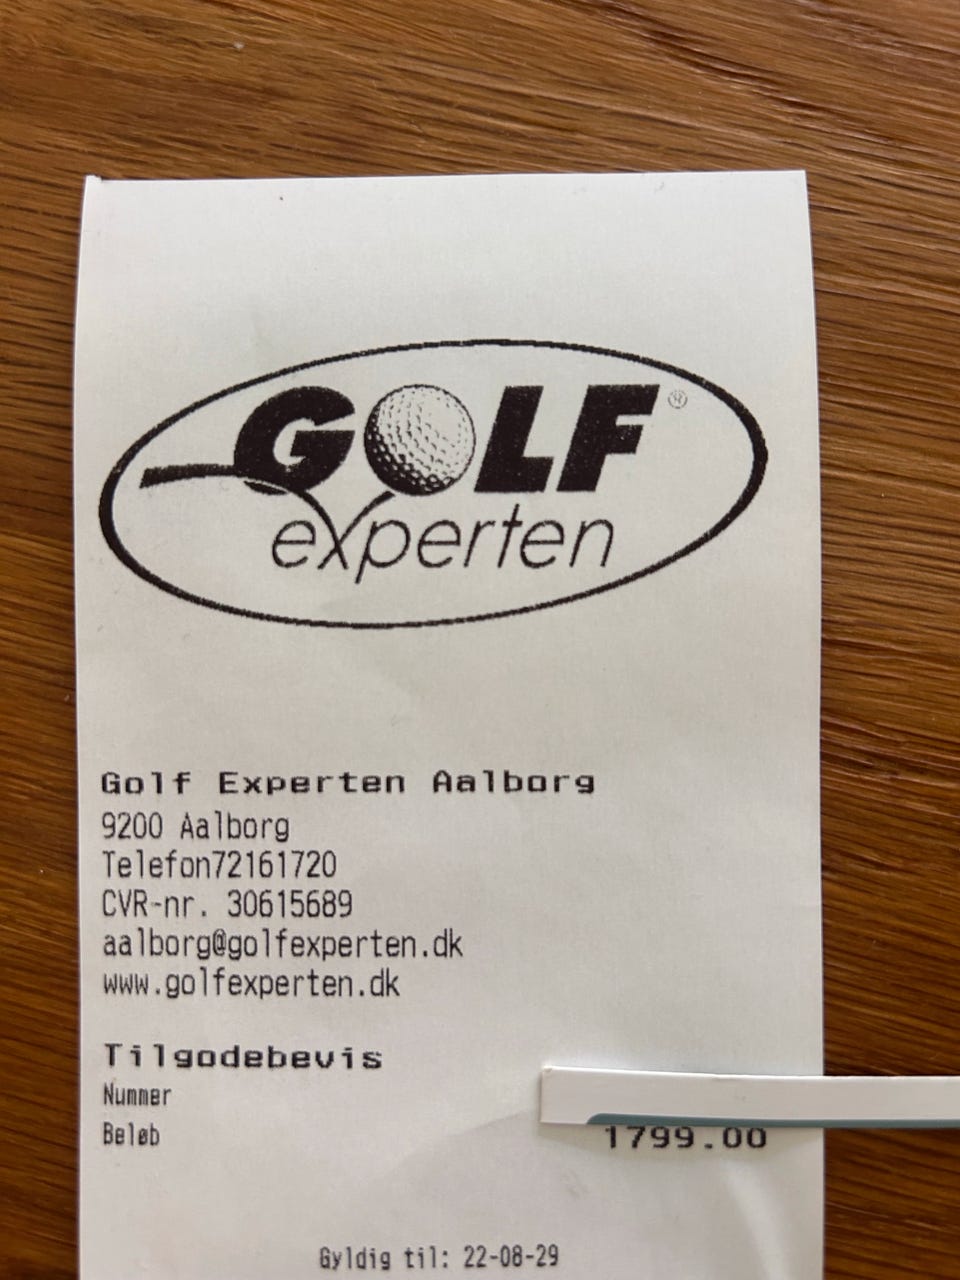 GOLF®
experten
Golf Experten Aalborg
9200 Aalborg
Telefon72161720
CVR-nr. 30615689
aalborg@golfexperten.dk
www.golfexperten.dk
Tilgodebevis
Nummer
Beløb 1799.00
Gyldig til: 22-08-29